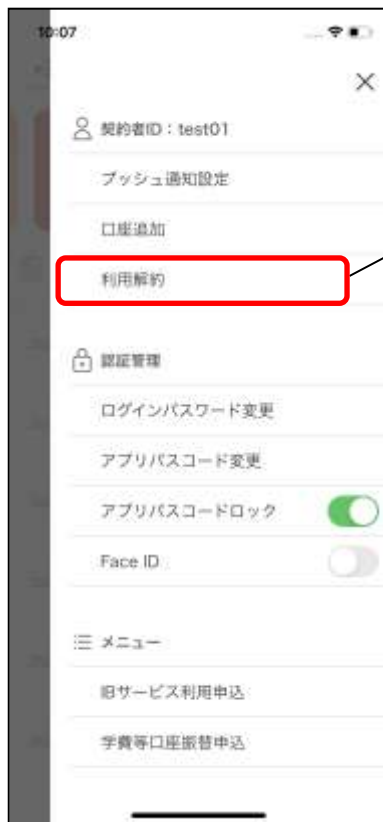 10:07
契約者ID：test01
プッシュ通知設定
口座追加
利用解約
認証管理
ログインパスワード変更
アプリパスコード変更
アプリパスコードロック
Face ID
メニュー
旧サービス利用申込
学費等口座振替申込